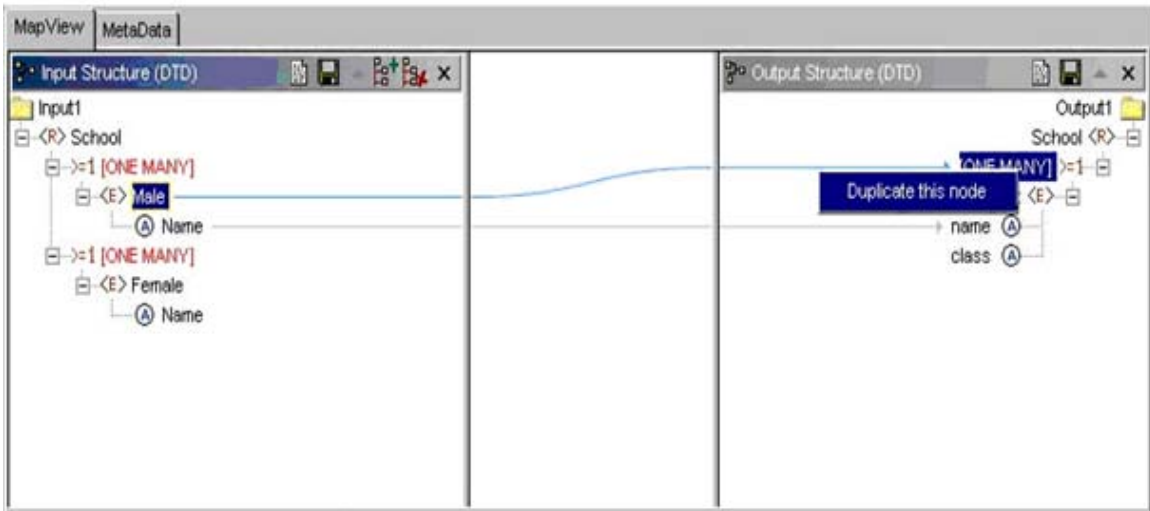 MapView MetaData
Input Structure (DTD)
Input1
<R> School
>=1 [ONE MANY]
<E> Male
(A) Name
>=1 [ONE MANY]
<E> Female
(A) Name
Output Structure (DTD)
Output1
School <R>
[ONE MANY] >=1
Duplicate this node
<E>
name (A)
class (A)